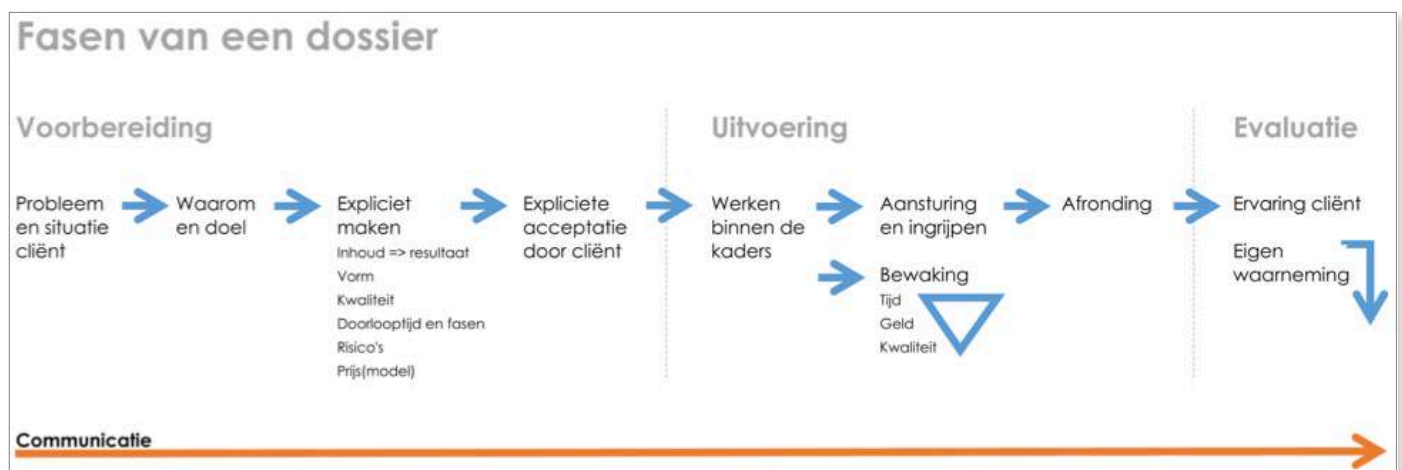 Fasen van een dossier
Voorbereiding
Probleem
en situatie
cliënt
Waarom
en doel
Expliciet
maken
Inhoud => resultaat
Vorm
Kwaliteit
Doorlooptijd en fasen
Risico's
Prijs(model)
Expliciete
acceptatie
door cliënt
Uitvoering
Werken
binnen de
kaders
Aansturing
en ingrijpen
Bewaking
Tijd
Geld
Kwaliteit
Afronding
Evaluatie
Ervaring cliënt
Eigen
waarneming
Communicatie